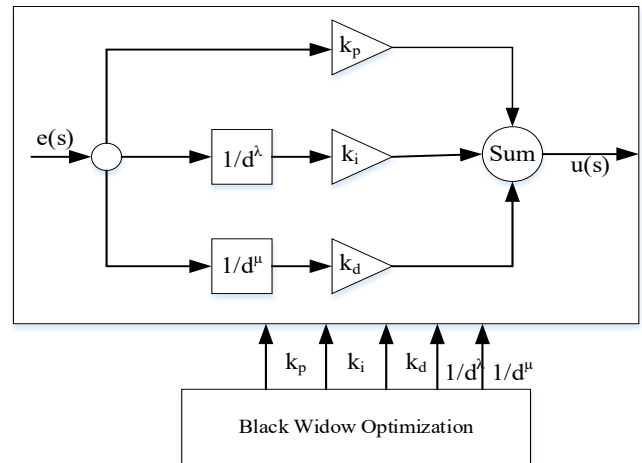 k_p
e(s)
1/d^λ
k_i
Sum
u(s)
1/d^μ
k_d
k_p
k_i
k_d
1/d^λ
1/d^μ
Black Widow Optimization